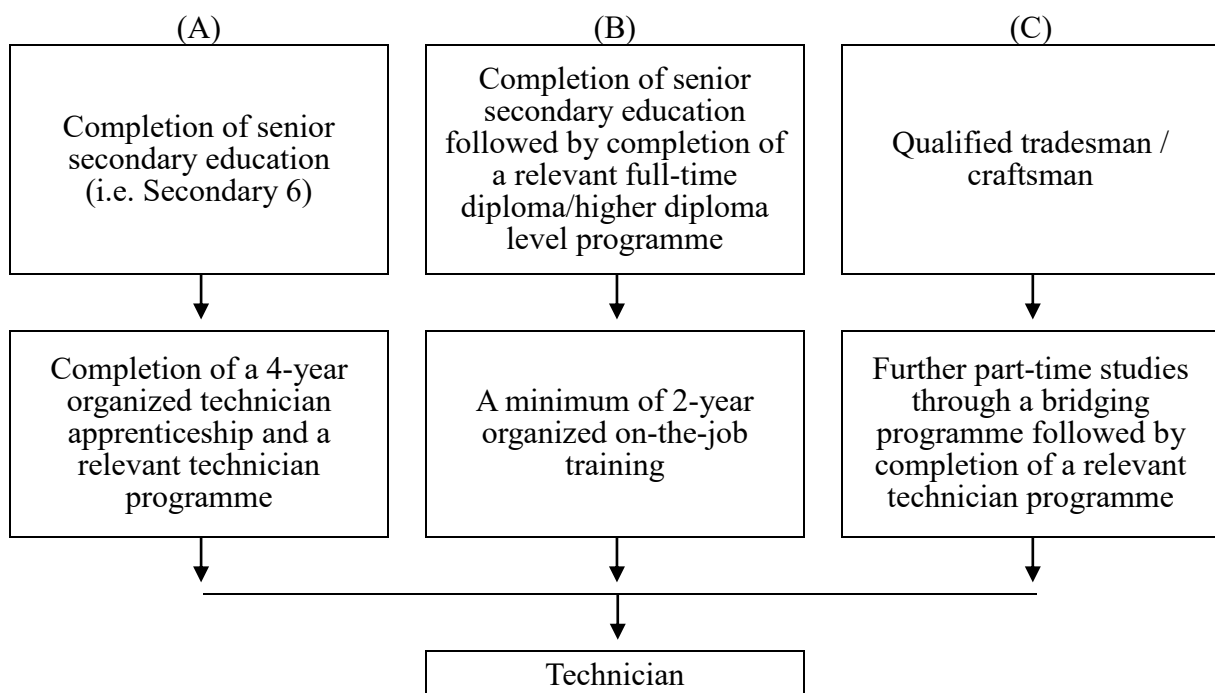 (A)
Completion of senior
secondary education
(i.e. Secondary 6)
Completion of a 4-year
organized technician
apprenticeship and a
relevant technician
programme
(B)
Completion of senior
secondary education
followed by completion of
a relevant full-time
diploma/higher diploma
level programme
A minimum of 2-year
organized on-the-job
training
(C)
Qualified tradesman /
craftsman
Further part-time studies
through a bridging
programme followed by
completion of a relevant
technician programme
Technician